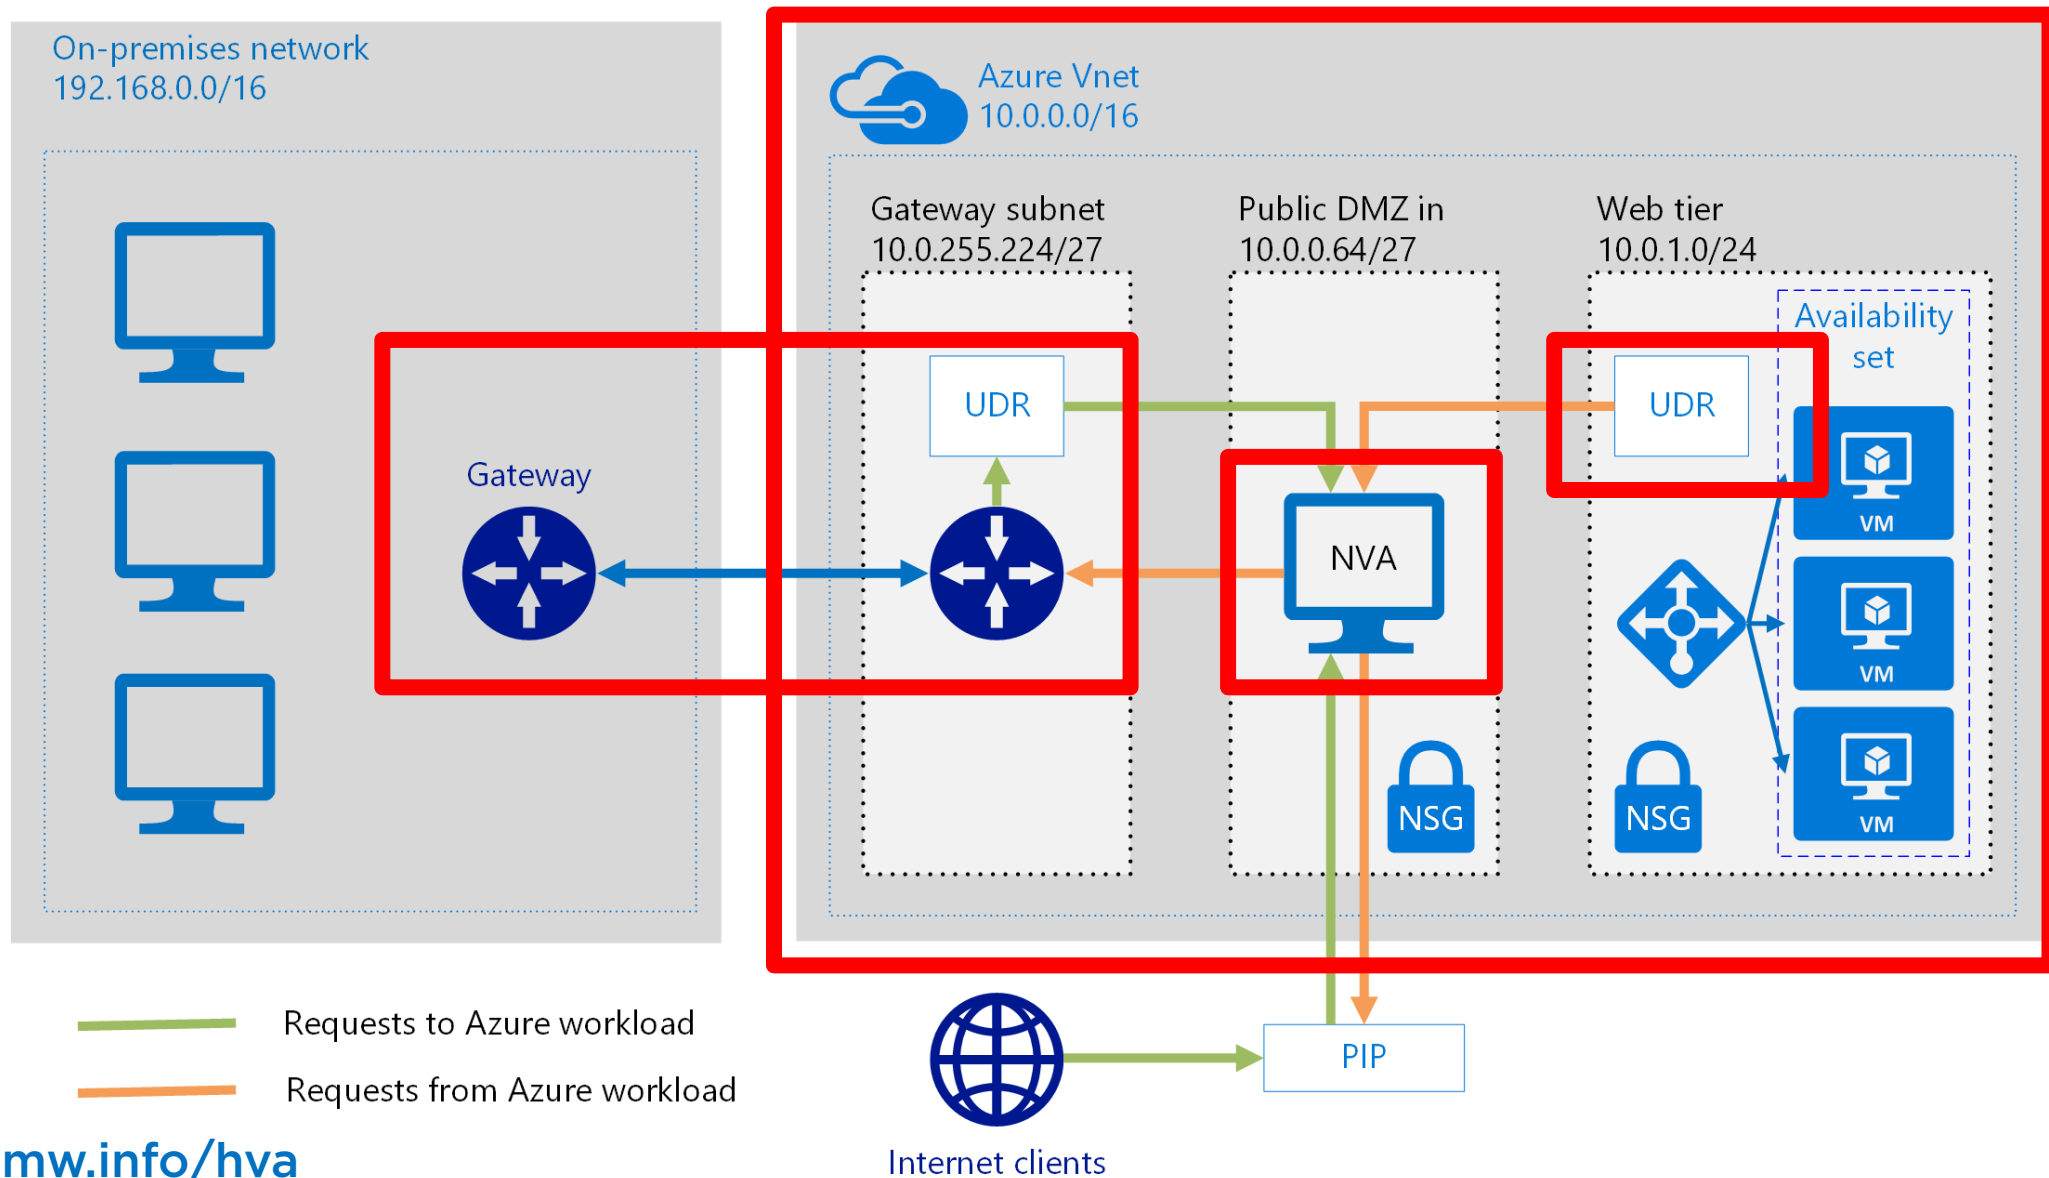 On-premises network
192.168.0.0/16
Azure Vnet
10.0.0.0/16
Gateway subnet
10.0.255.224/27
Public DMZ in
10.0.0.64/27
Web tier
10.0.1.0/24
Availability
set
UDR
UDR
Gateway
NVA
VM
VM
VM
NSG
NSG
Requests to Azure workload
Requests from Azure workload
PIP
Internet clients
mw.info/hva